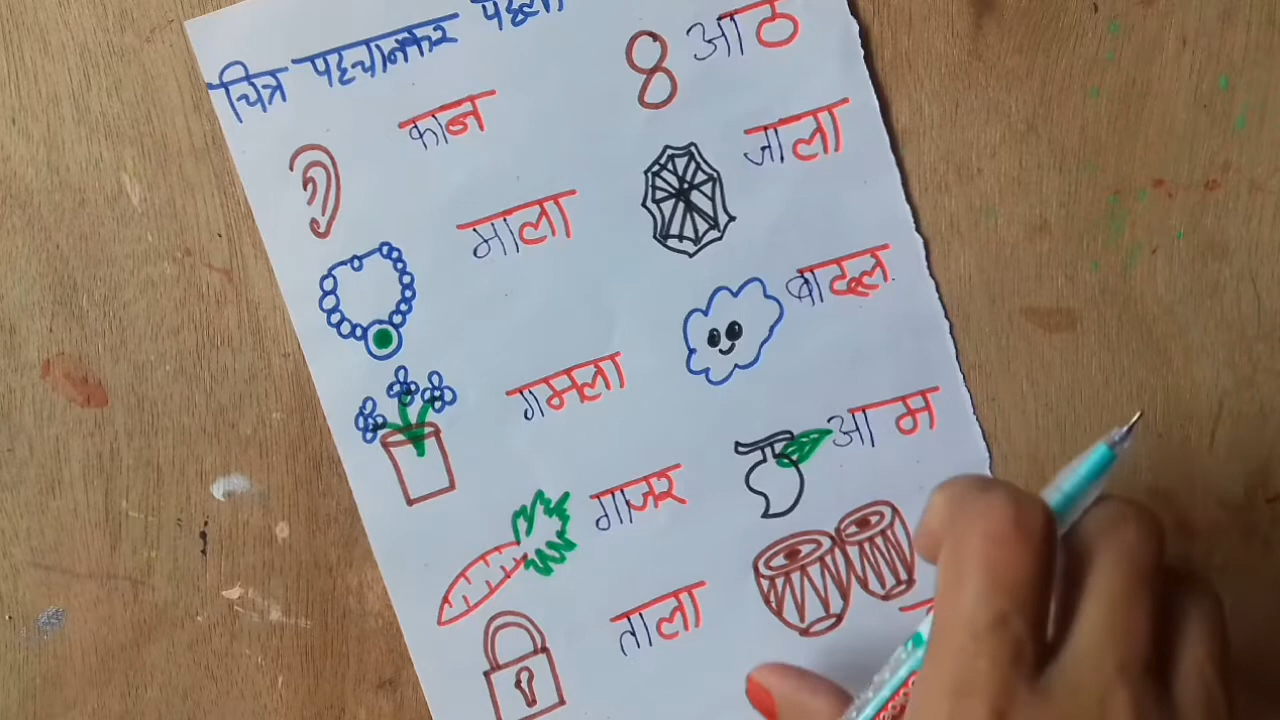 चित्र पहचानकर
8 आठ
कान
जाला
माला
बादल
गमला
आम
गाजर
ताला